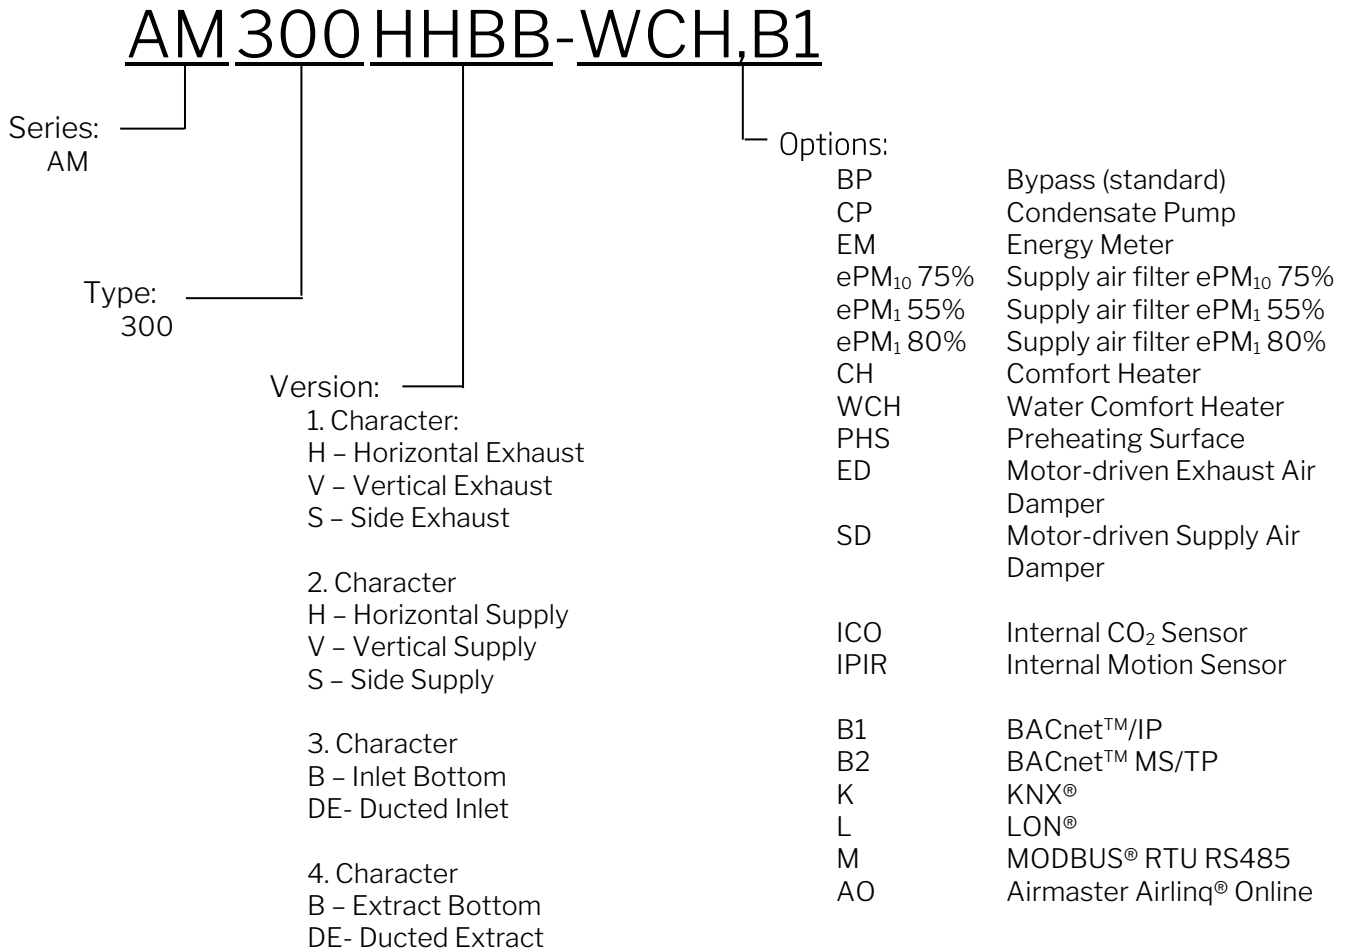 AM300HHBB-WCH,B1
Series:
AM
Type:
300
Version:
1. Character:
H – Horizontal Exhaust
V – Vertical Exhaust
S – Side Exhaust
2. Character
H – Horizontal Supply
V – Vertical Supply
S – Side Supply
3. Character
B – Inlet Bottom
DE- Ducted Inlet
4. Character
B – Extract Bottom
DE- Ducted Extract
Options:
BP Bypass (standard)
CP Condensate Pump
EM Energy Meter
ePM₁₀ 75% Supply air filter ePM₁₀ 75%
ePM₁ 55% Supply air filter ePM₁ 55%
ePM₁ 80% Supply air filter ePM₁ 80%
CH Comfort Heater
WCH Water Comfort Heater
PHS Preheating Surface
ED Motor-driven Exhaust Air
Damper
SD Motor-driven Supply Air
Damper
ICO Internal CO₂ Sensor
IPIR Internal Motion Sensor
B1 BACnet™/IP
B2 BACnet™ MS/TP
K KNX®
L LON®
M MODBUS® RTU RS485
AO Airmaster Airlinq® Online